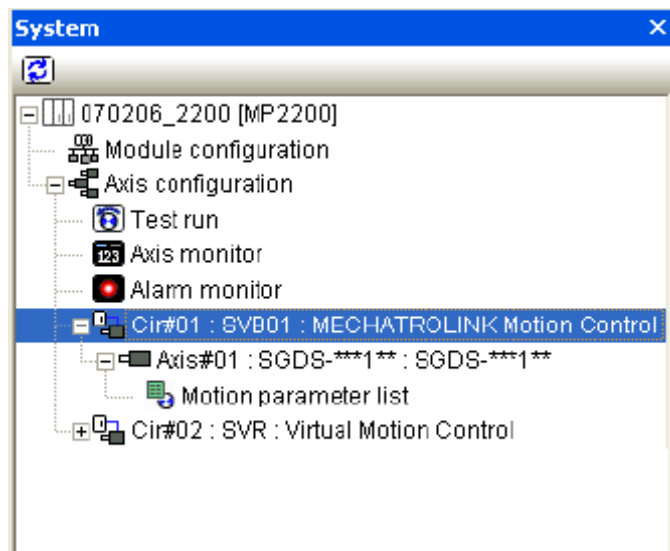 System
070206_2200 [MP2200]
Module configuration
Axis configuration
Test run
123 Axis monitor
Alarm monitor
Cir#01 : SVB01 : MECHATROLINK Motion Control
Axis#01 : SGDS-***1** : SGDS-***1**
Motion parameter list
Cir#02 : SVR : Virtual Motion Control